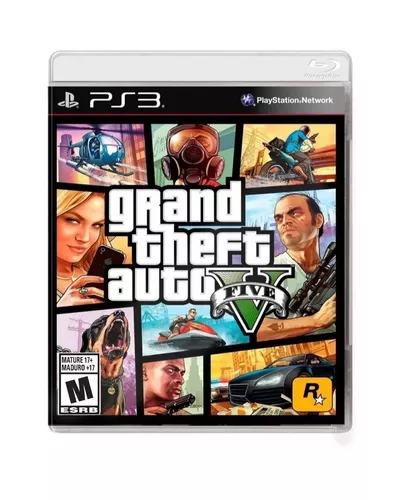 PS3
PlayStation®Network
grand
theft
auto
V
FIVE
MATURE 17+
MADURO +17
M
ESRB
R